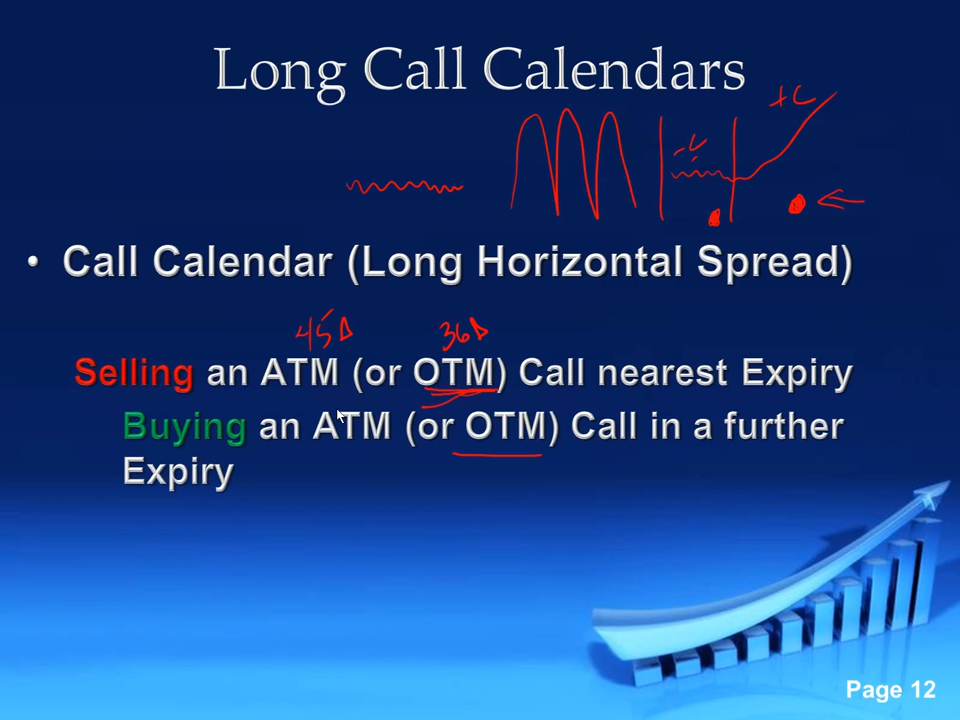 Long Call Calendars
+C
-C
• Call Calendar (Long Horizontal Spread)
45Δ 36Δ
Selling an ATM (or OTM) Call nearest Expiry
Buying an ATM (or OTM) Call in a further
Expiry
Page 12